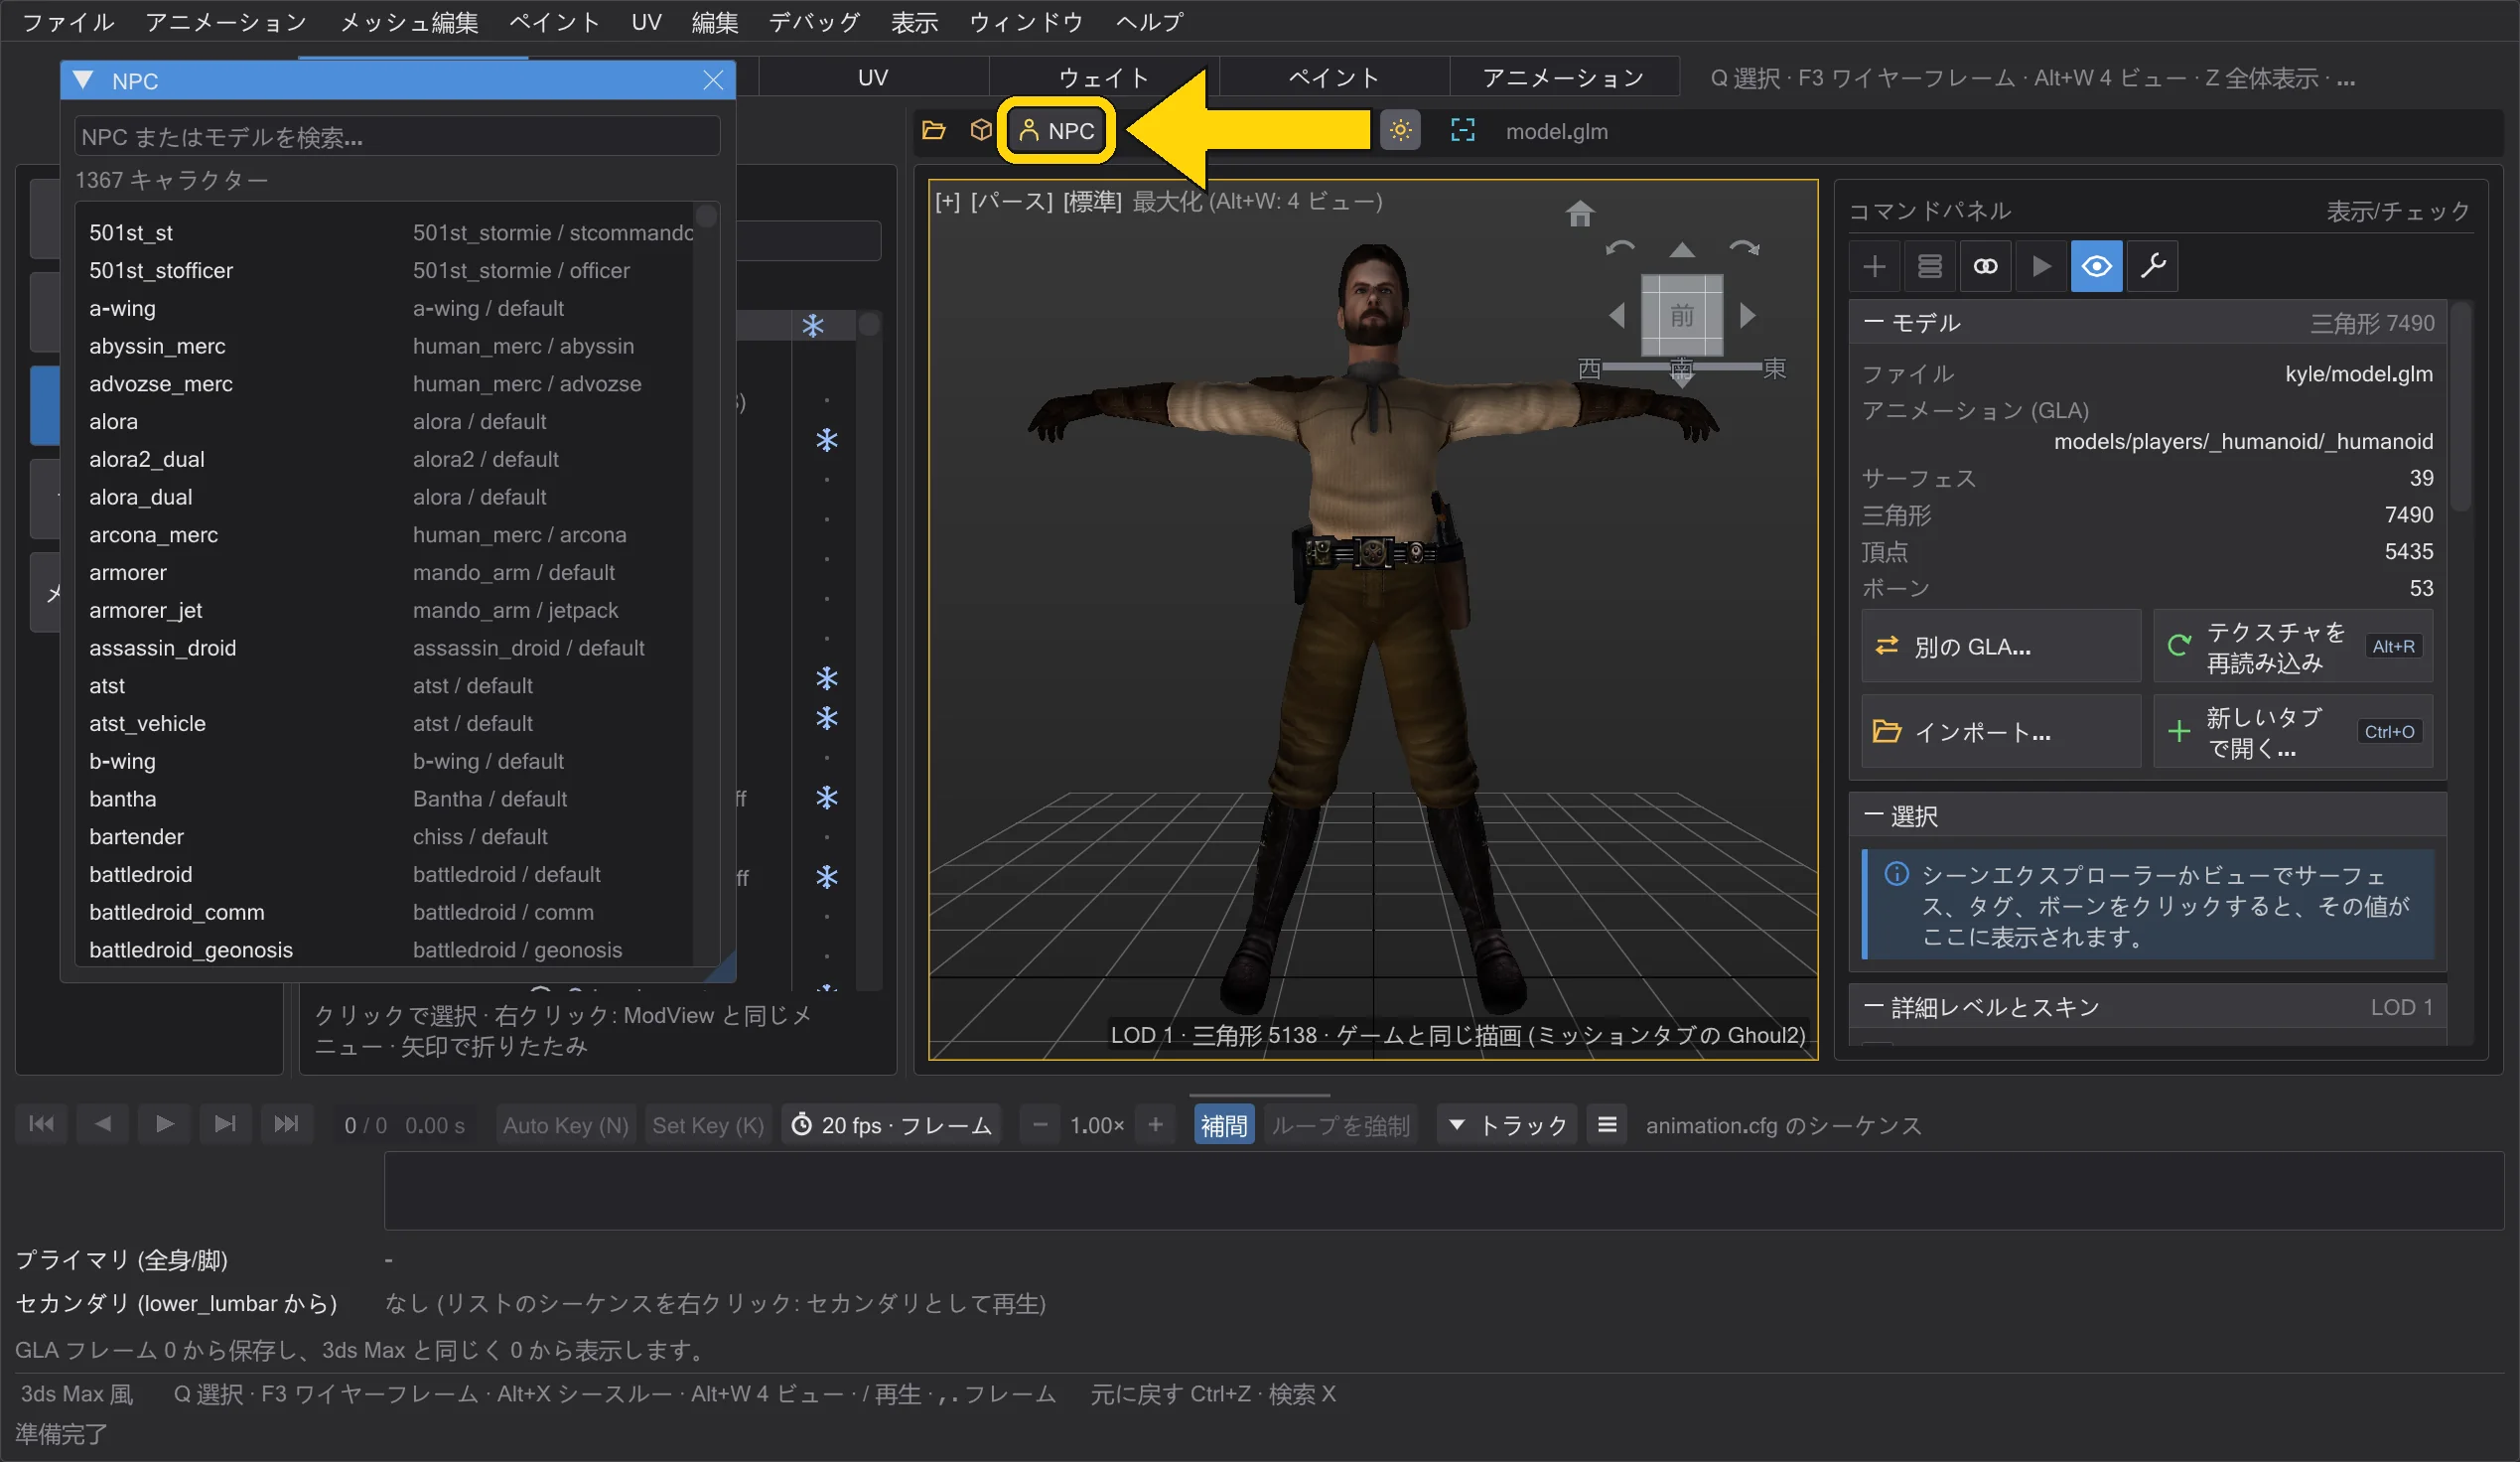 ファイル アニメーション メッシュ編集 ペイント UV 編集 デバッグ 表示 ウィンドウ ヘルプ
UV ウェイト ペイント アニメーション Q 選択 · F3 ワイヤーフレーム · Alt+W 4 ビュー · Z 全体表示 · ...
NPC
NPC model.glm
NPC またはモデルを検索...
1367 キャラクター
501st_st 501st_stormie / stcommando
501st_stofficer 501st_stormie / officer
a-wing a-wing / default
abyssin_merc human_merc / abyssin
advozse_merc human_merc / advozse
alora alora / default
alora2_dual alora2 / default
alora_dual alora / default
arcona_merc human_merc / arcona
armorer mando_arm / default
armorer_jet mando_arm / jetpack
assassin_droid assassin_droid / default
atst atst / default
atst_vehicle atst / default
b-wing b-wing / default
bantha Bantha / default
bartender chiss / default
battledroid battledroid / default
battledroid_comm battledroid / comm
battledroid_geonosis battledroid / geonosis
クリックで選択 · 右クリック: ModView と同じメ
ニュー · 矢印で折りたたみ
[+] [パース] [標準] 最大化 (Alt+W: 4 ビュー)
前
西 南 東
LOD 1 · 三角形 5138 · ゲームと同じ描画 (ミッションタブの Ghoul2)
コマンドパネル 表示/チェック
モデル 三角形 7490
ファイル kyle/model.glm
アニメーション (GLA)
models/players/_humanoid/_humanoid
サーフェス 39
三角形 7490
頂点 5435
ボーン 53
別の GLA...
テクスチャを
再読み込み Alt+R
インポート...
新しいタブ
で開く... Ctrl+O
選択
シーンエクスプローラーかビューでサーフェ
ス、タグ、ボーンをクリックすると、その値が
ここに表示されます。
詳細レベルとスキン LOD 1
0 / 0 0.00 s Auto Key (N) Set Key (K) 20 fps · フレーム − 1.00× + 補間 ループを強制 トラック animation.cfg のシーケンス
プライマリ (全身/脚) -
セカンダリ (lower_lumbar から) なし (リストのシーケンスを右クリック: セカンダリとして再生)
GLA フレーム 0 から保存し、3ds Max と同じく 0 から表示します。
3ds Max 風 Q 選択 · F3 ワイヤーフレーム · Alt+X シースルー · Alt+W 4 ビュー · / 再生 · , . フレーム 元に戻す Ctrl+Z · 検索 X
準備完了